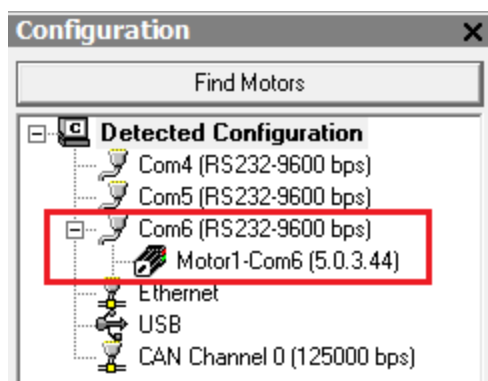 Configuration
Find Motors
Detected Configuration
Com4 (RS232-9600 bps)
Com5 (RS232-9600 bps)
Com6 (RS232-9600 bps)
Motor1-Com6 (5.0.3.44)
Ethernet
USB
CAN Channel 0 (125000 bps)